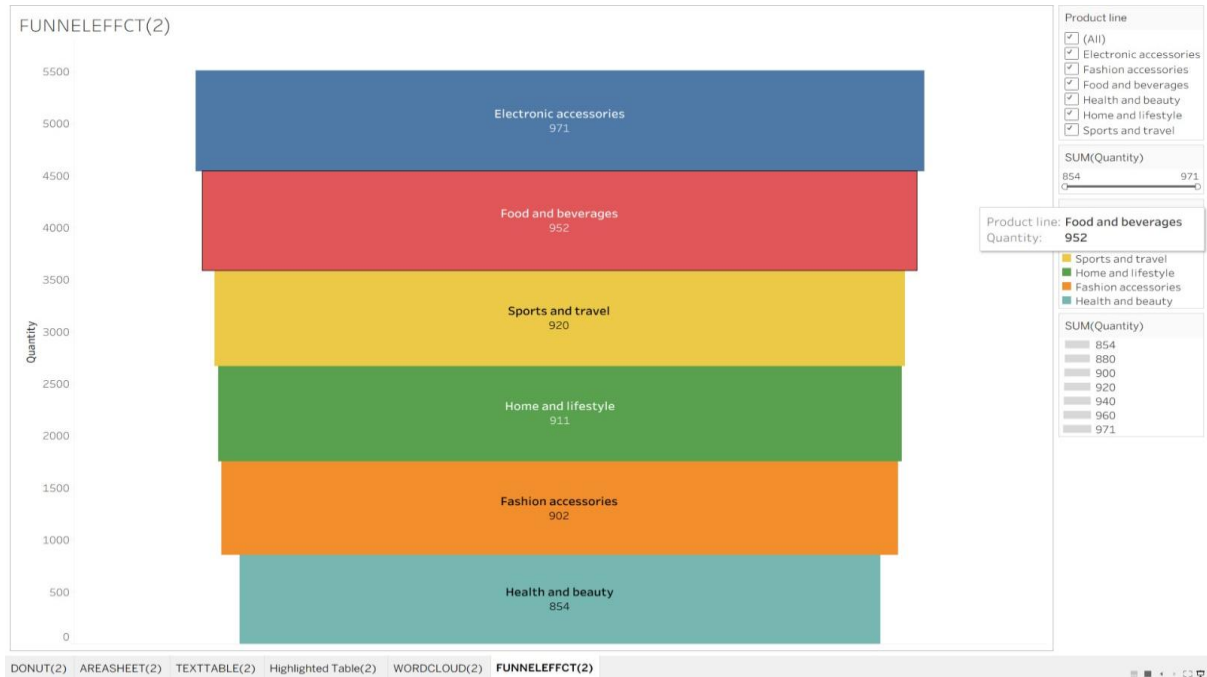 FUNNELEFFCT(2)
5500
5000
4500
4000
3500
3000
2500
2000
1500
1000
500
0
Quantity
Electronic accessories
971
Food and beverages
952
Sports and travel
920
Home and lifestyle
911
Fashion accessories
902
Health and beauty
854
Product line
(All)
Electronic accessories
Fashion accessories
Food and beverages
Health and beauty
Home and lifestyle
Sports and travel
SUM(Quantity)
854 971
Product line: Food and beverages
Quantity: 952
Sports and travel
Home and lifestyle
Fashion accessories
Health and beauty
SUM(Quantity)
854
880
900
920
940
960
971
DONUT(2) AREASHEET(2) TEXTTABLE(2) Highlighted Table(2) WORDCLOUD(2) FUNNELEFFCT(2)